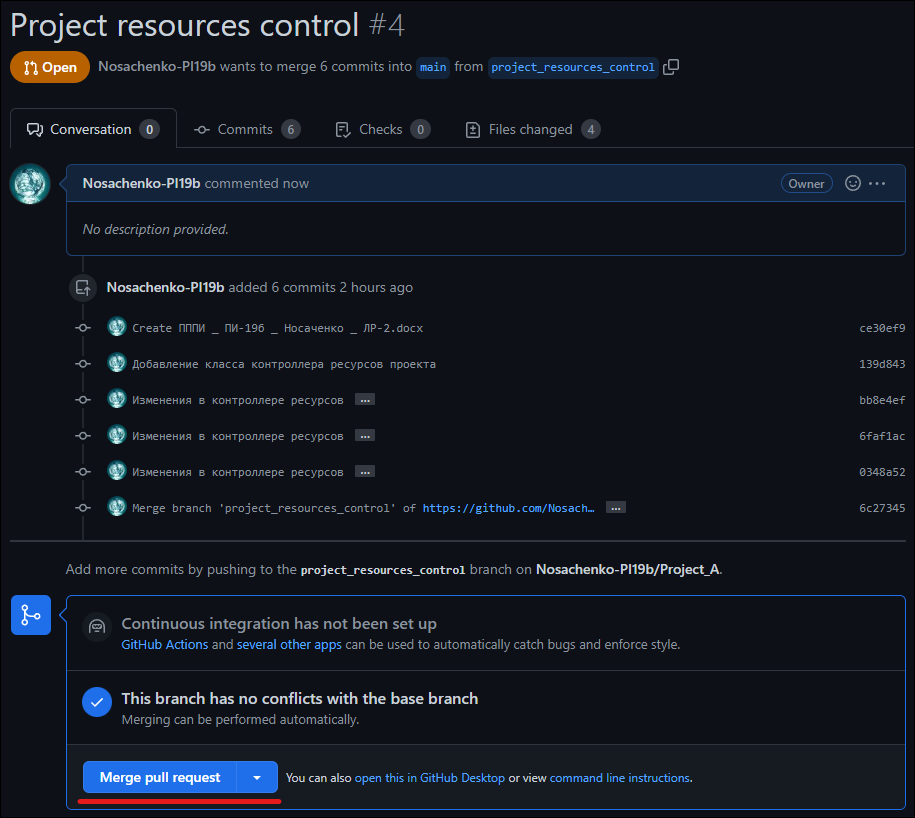 Project resources control #4
Open Nosachenko-PI19b wants to merge 6 commits into main from project_resources_control
Conversation 0 Commits 6 Checks 0 Files changed 4
Nosachenko-PI19b commented now Owner
No description provided.
Nosachenko-PI19b added 6 commits 2 hours ago
Create ПППИ _ ПИ-19б _ Носаченко _ ЛР-2.docx ce30ef9
Добавление класса контроллера ресурсов проекта 139d843
Изменения в контроллере ресурсов … bb8e4ef
Изменения в контроллере ресурсов … 6faf1ac
Изменения в контроллере ресурсов … 0348a52
Merge branch 'project_resources_control' of https://github.com/Nosach… … 6c27345
Add more commits by pushing to the project_resources_control branch on Nosachenko-PI19b/Project_A.
Continuous integration has not been set up
GitHub Actions and several other apps can be used to automatically catch bugs and enforce style.
This branch has no conflicts with the base branch
Merging can be performed automatically.
Merge pull request You can also open this in GitHub Desktop or view command line instructions.